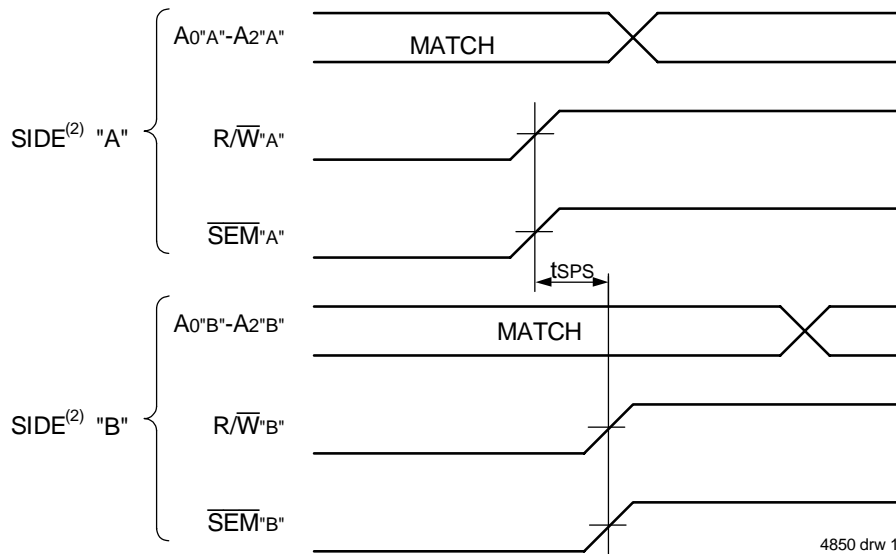 A0"A"-A2"A"
MATCH
SIDE(2) "A"
R/W"A"
SEM"A"
tSPS
A0"B"-A2"B"
MATCH
SIDE(2) "B"
R/W"B"
SEM"B"
4850 drw 1